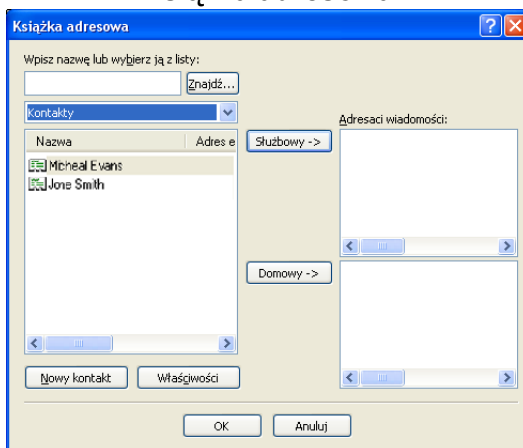 Książka adresowa
Wpisz nazwę lub wybierz ją z listy:
Znajdź...
Kontakty
Adresaci wiadomości:
Nazwa Adres e
Służbowy ->
Micheal Evans
Jone Smith
Domowy ->
Nowy kontakt Właściwości
OK Anuluj